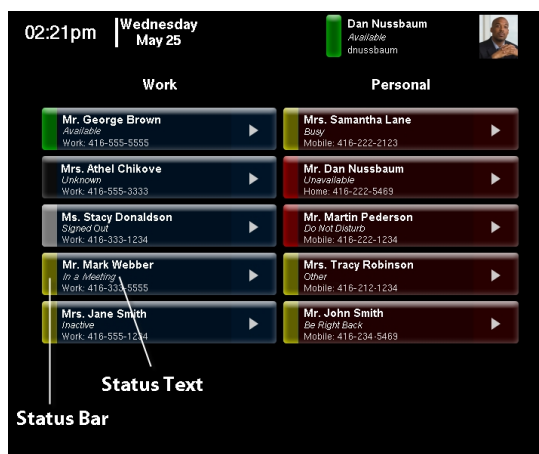 02:21pm
Wednesday
May 25
Dan Nussbaum
Available
dnussbaum
Work
Personal
Mr. George Brown
Available
Work: 416-555-5555
Mrs. Samantha Lane
Busy
Mobile: 416-222-2123
Mrs. Athel Chikove
Unknown
Work: 416-555-3333
Mr. Dan Nussbaum
Unavailable
Home: 416-222-5469
Ms. Stacy Donaldson
Signed Out
Work: 416-333-1234
Mr. Martin Pederson
Do Not Disturb
Mobile: 416-222-1234
Mr. Mark Webber
In a Meeting
Work: 416-333-5555
Mrs. Tracy Robinson
Other
Mobile: 416-212-1234
Mrs. Jane Smith
Inactive
Work: 416-555-1234
Mr. John Smith
Be Right Back
Mobile: 416-234-5469
Status Text
Status Bar